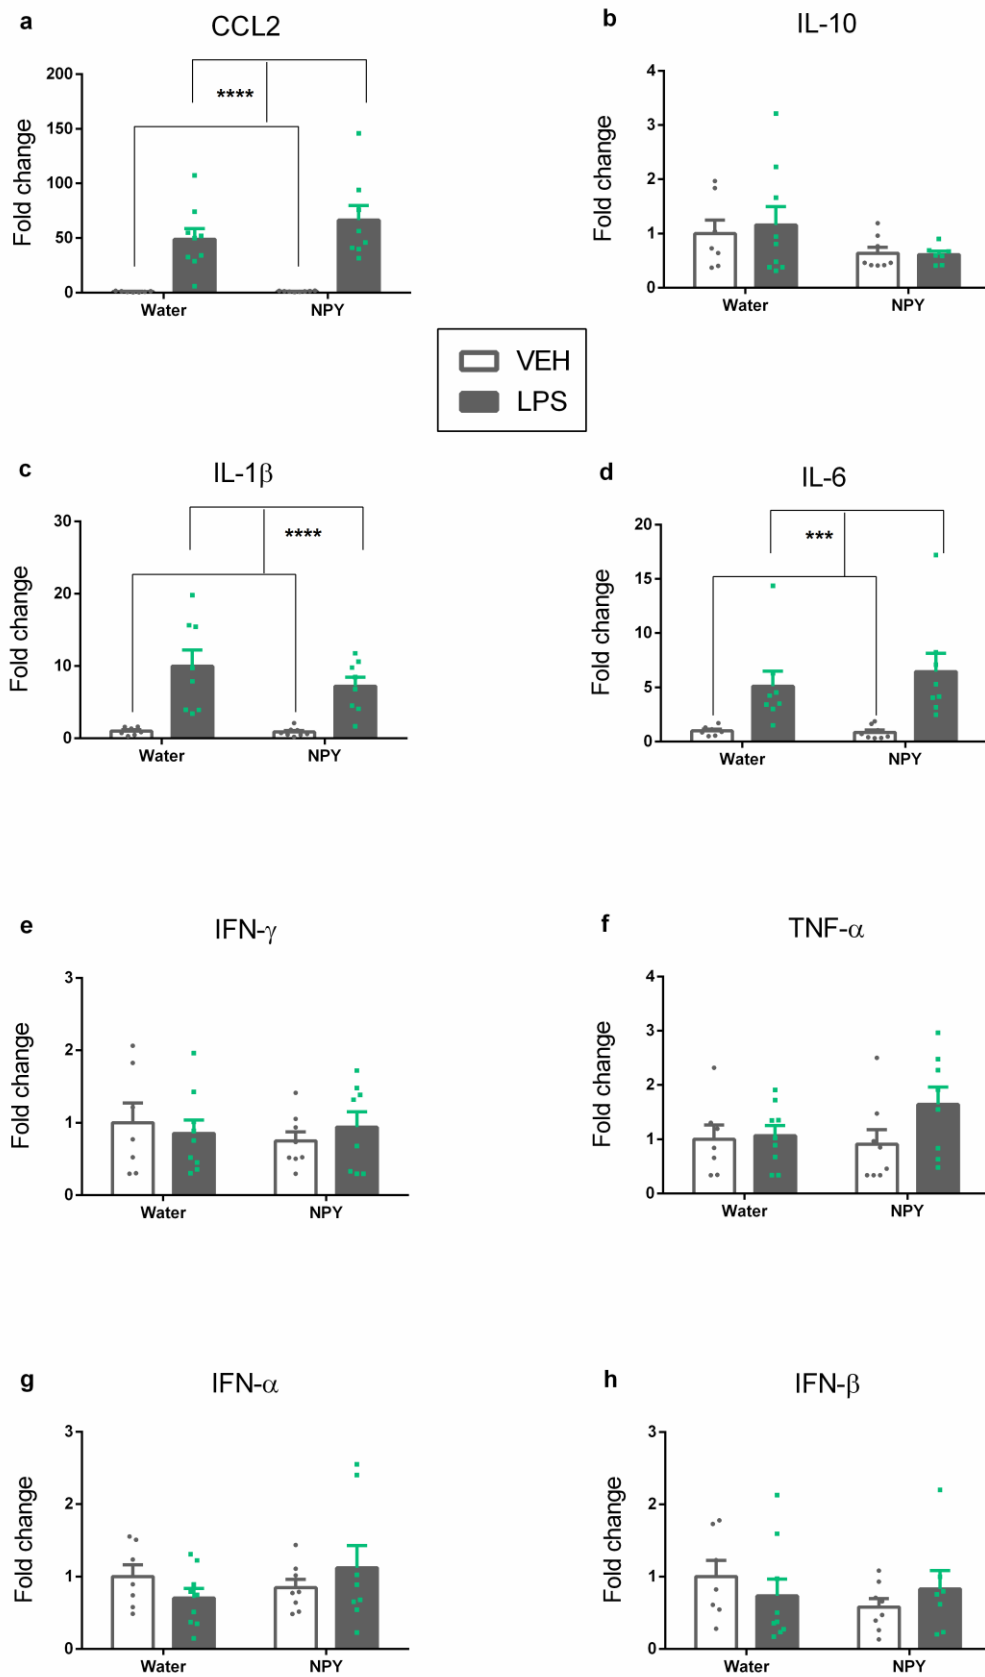 a
CCL2
Fold change
200
150
100
50
0
****
Water
NPY
b
IL-10
Fold change
4
3
2
1
0
Water
NPY
VEH
LPS
c
IL-1β
Fold change
30
20
10
0
****
Water
NPY
d
IL-6
Fold change
20
15
10
5
0
***
Water
NPY
e
IFN-γ
Fold change
3
2
1
0
Water
NPY
f
TNF-α
Fold change
4
3
2
1
0
Water
NPY
g
IFN-α
Fold change
3
2
1
0
Water
NPY
h
IFN-β
Fold change
3
2
1
0
Water
NPY